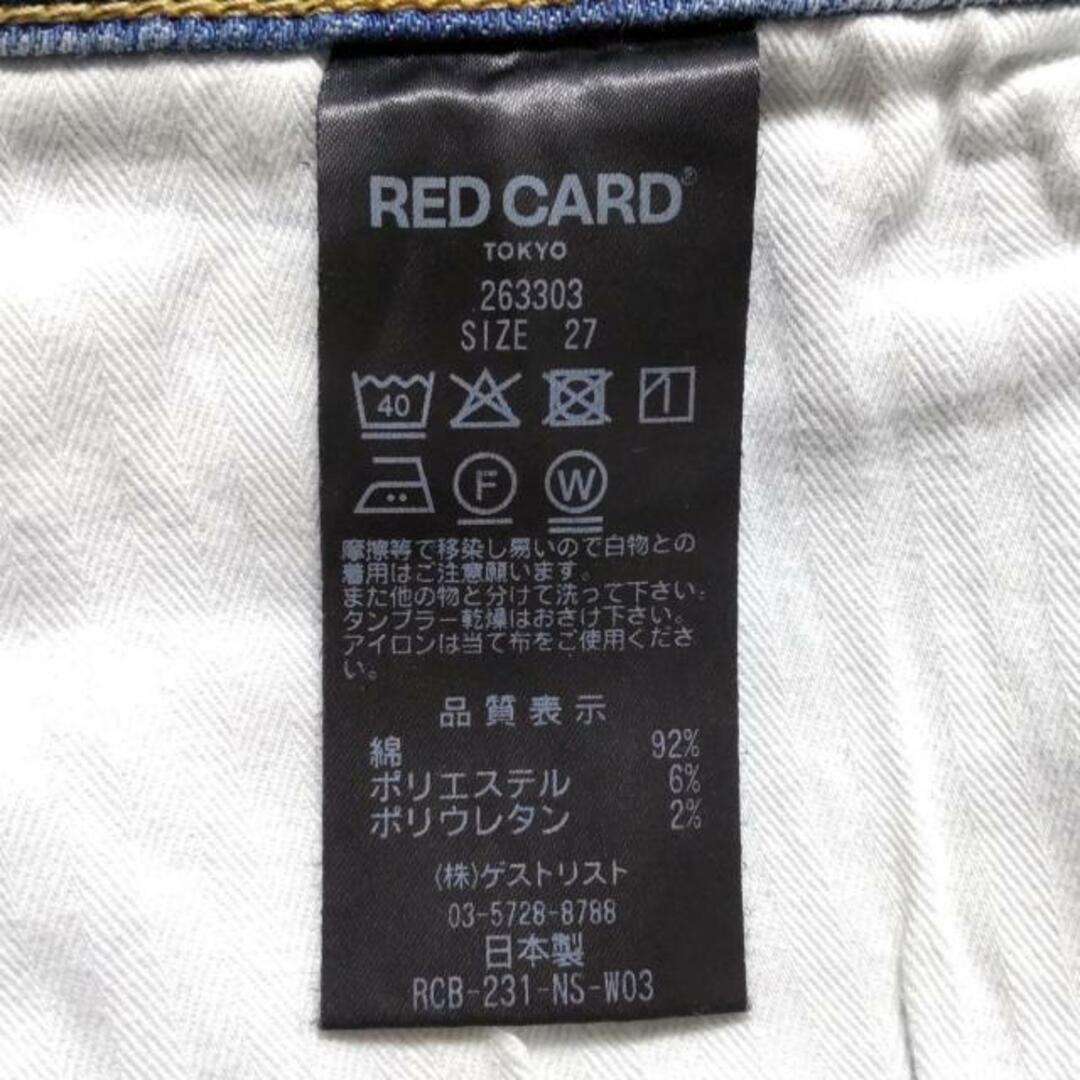 RED CARD®
TOKYO
263303
SIZE 27
40
F W
摩擦等で移染し易いので白物との
着用はご注意願います。
また他の物と分けて洗って下さい。
タンブラー乾燥はおさけ下さい。
アイロンは当て布をご使用くださ
い。
品質表示
綿 92%
ポリエステル 6%
ポリウレタン 2%
(株)ゲストリスト
03-5728-8788
日本製
RCB-231-NS-W03